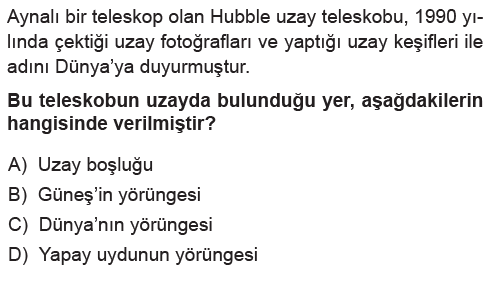 Aynalı bir teleskop olan Hubble uzay teleskobu, 1990 yı-
lında çektiği uzay fotoğrafları ve yaptığı uzay keşifleri ile
adını Dünya’ya duyurmuştur.
Bu teleskobun uzayda bulunduğu yer, aşağdakilerin
hangisinde verilmiştir?
A) Uzay boşluğu
B) Güneş’in yörüngesi
C) Dünya’nın yörüngesi
D) Yapay uydunun yörüngesi